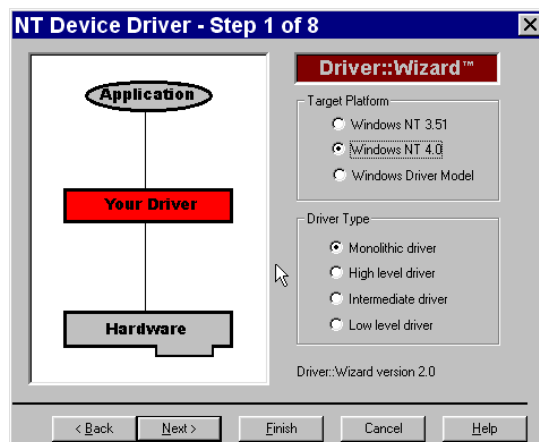 NT Device Driver - Step 1 of 8
Application
Your Driver
Hardware
Driver::Wizard™
Target Platform
Windows NT 3.51
Windows NT 4.0
Windows Driver Model
Driver Type
Monolithic driver
High level driver
Intermediate driver
Low level driver
Driver::Wizard version 2.0
< Back Next > Finish Cancel Help